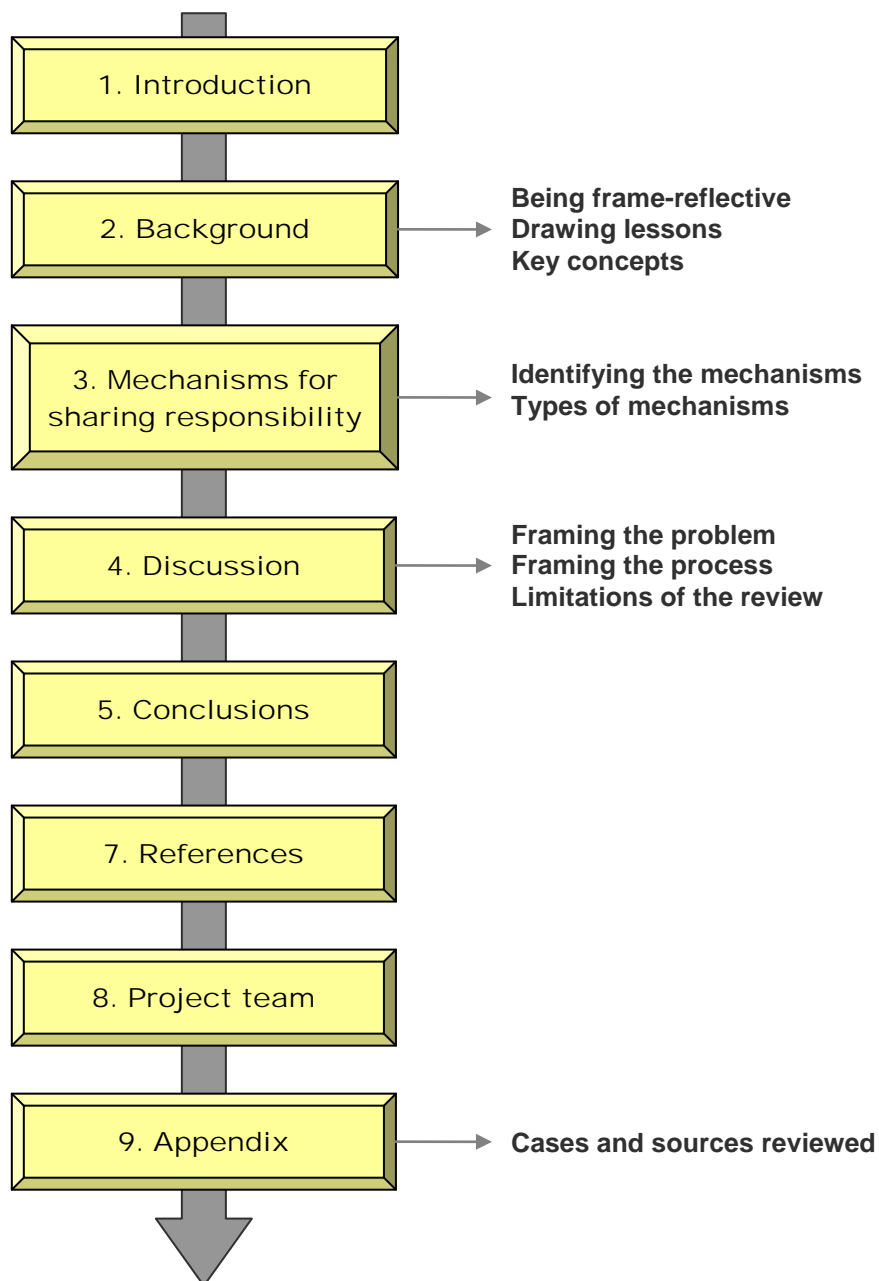 1. Introduction
2. Background
Being frame-reflective
Drawing lessons
Key concepts
3. Mechanisms for
sharing responsibility
Identifying the mechanisms
Types of mechanisms
4. Discussion
Framing the problem
Framing the process
Limitations of the review
5. Conclusions
7. References
8. Project team
9. Appendix
Cases and sources reviewed